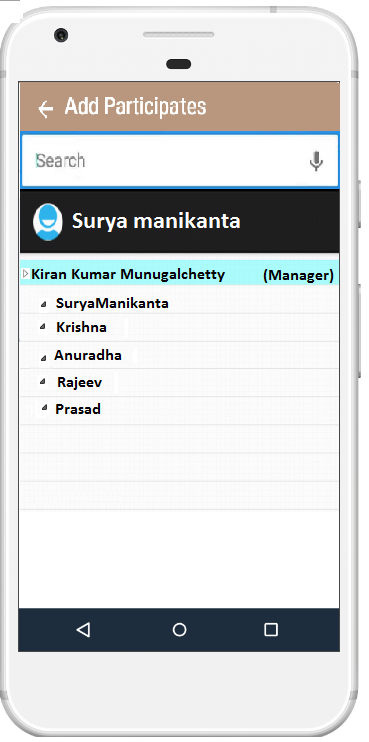 Add Participates
Search
Surya manikanta
Kiran Kumar Munugalchetty (Manager)
SuryaManikanta
Krishna
Anuradha
Rajeev
Prasad